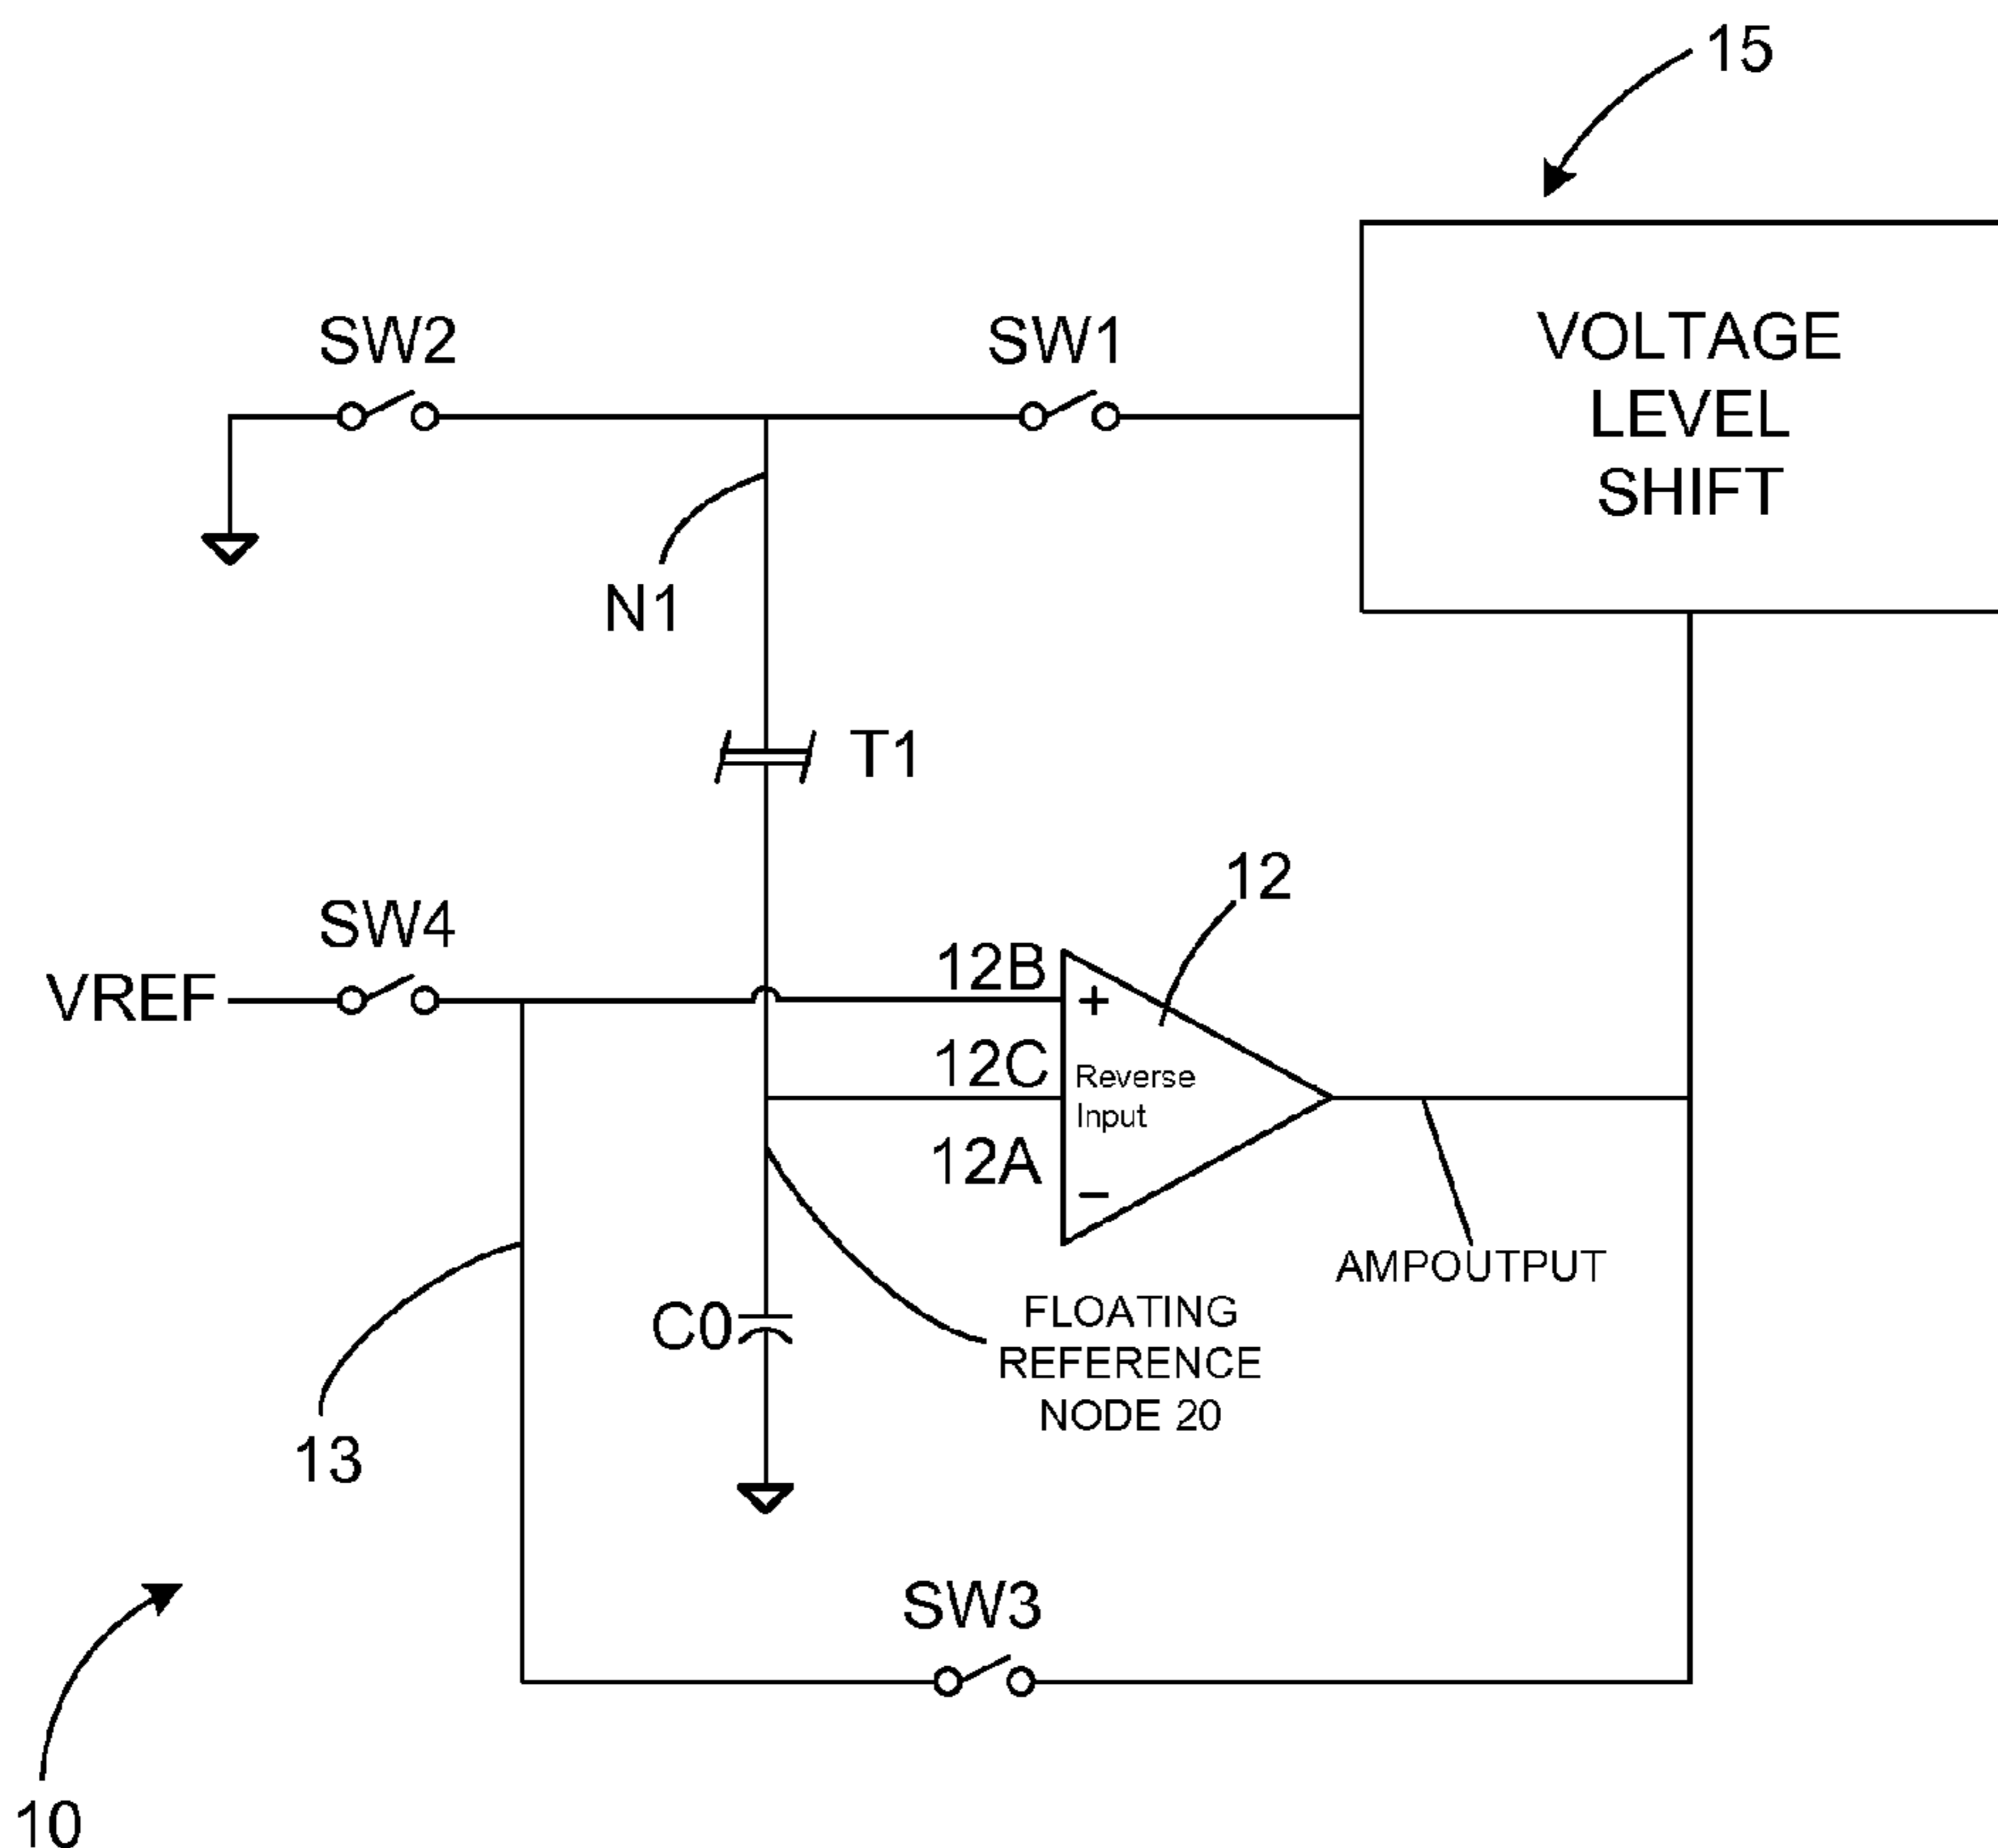 15
SW2
SW1
VOLTAGE
LEVEL
SHIFT
N1
T1
12
SW4
VREF
12B
+
12C
Reverse
Input
12A
−
AMPOUTPUT
C0
FLOATING
REFERENCE
NODE 20
13
SW3
10